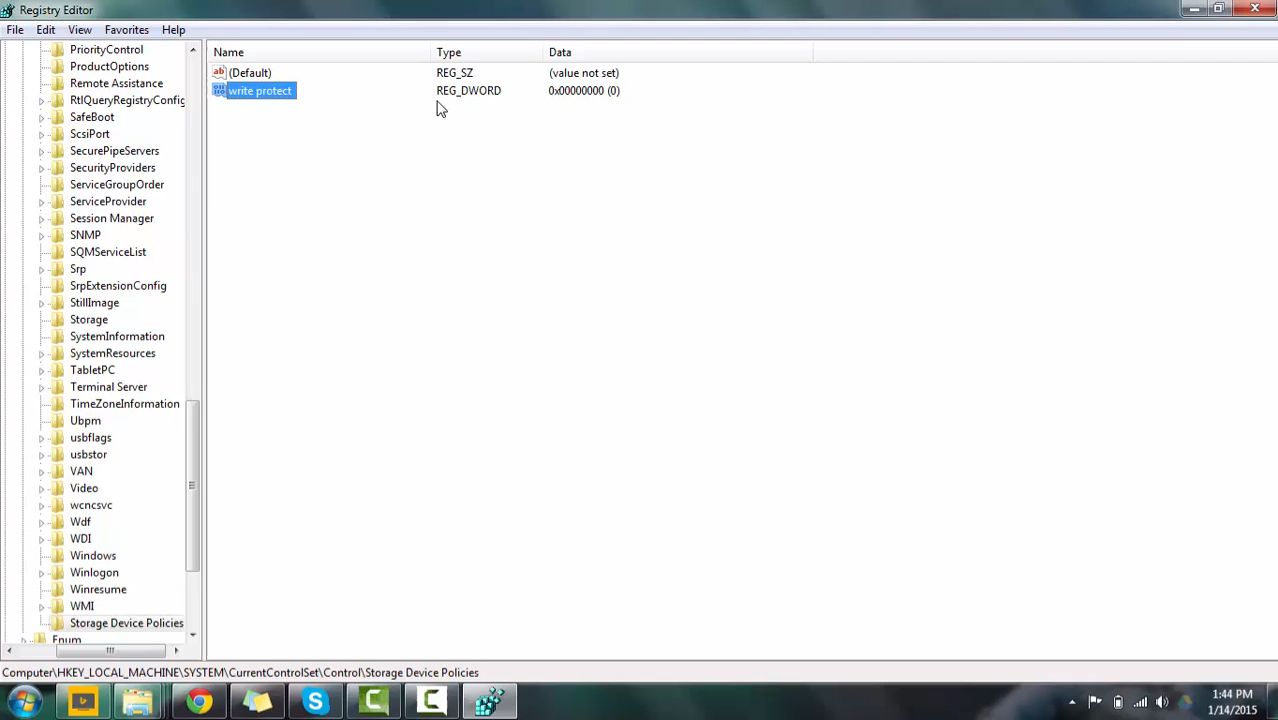 Registry Editor
File Edit View Favorites Help
PriorityControl
ProductOptions
Remote Assistance
RtlQueryRegistryConfig
SafeBoot
ScsiPort
SecurePipeServers
SecurityProviders
ServiceGroupOrder
ServiceProvider
Session Manager
SNMP
SQMServiceList
Srp
SrpExtensionConfig
StillImage
Storage
SystemInformation
SystemResources
TabletPC
Terminal Server
TimeZoneInformation
Ubpm
usbflags
usbstor
VAN
Video
wcncsvc
Wdf
WDI
Windows
Winlogon
Winresume
WMI
Storage Device Policies
Enum
Name Type Data
(Default) REG_SZ (value not set)
write protect REG_DWORD 0x00000000 (0)
Computer\HKEY_LOCAL_MACHINE\SYSTEM\CurrentControlSet\Control\Storage Device Policies
1:44 PM
1/14/2015